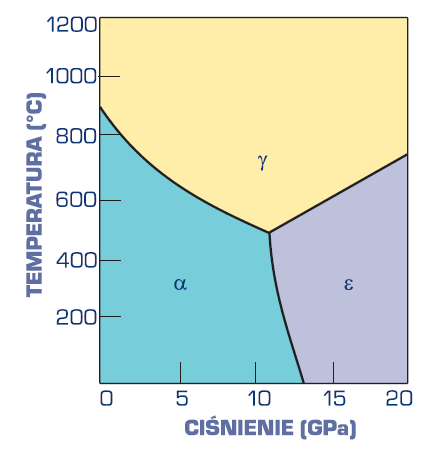 1200
1000
800
600
400
200
TEMPERATURA (°C)
γ
α
ε
0 5 10 15 20
CIŚNIENIE (GPa)